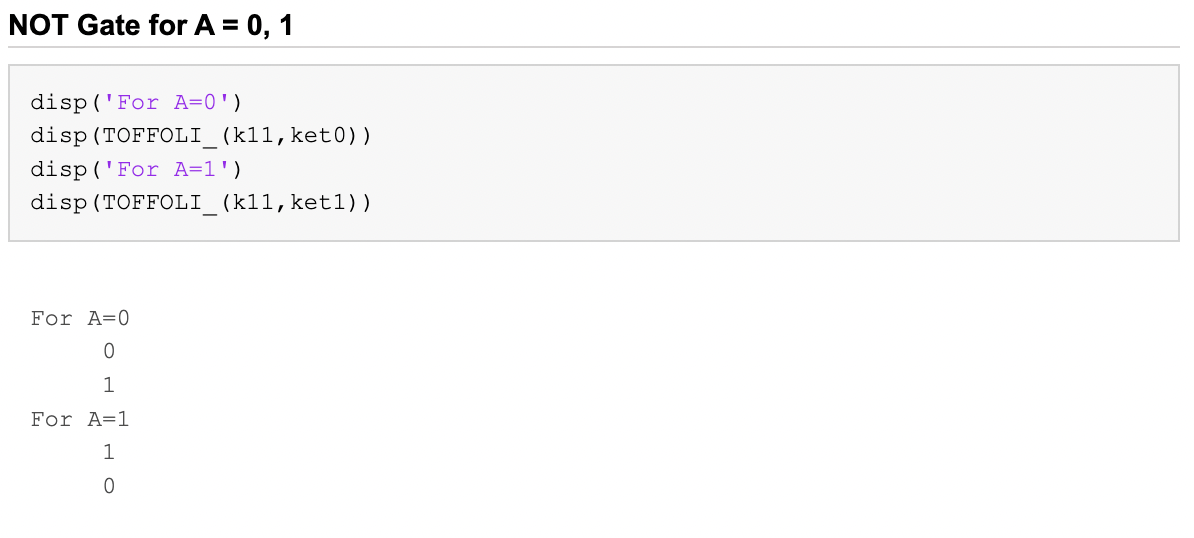 NOT Gate for A = 0, 1
disp('For A=0')
disp(TOFFOLI_(k11,ket0))
disp('For A=1')
disp(TOFFOLI_(k11,ket1))
For A=0
0
1
For A=1
1
0